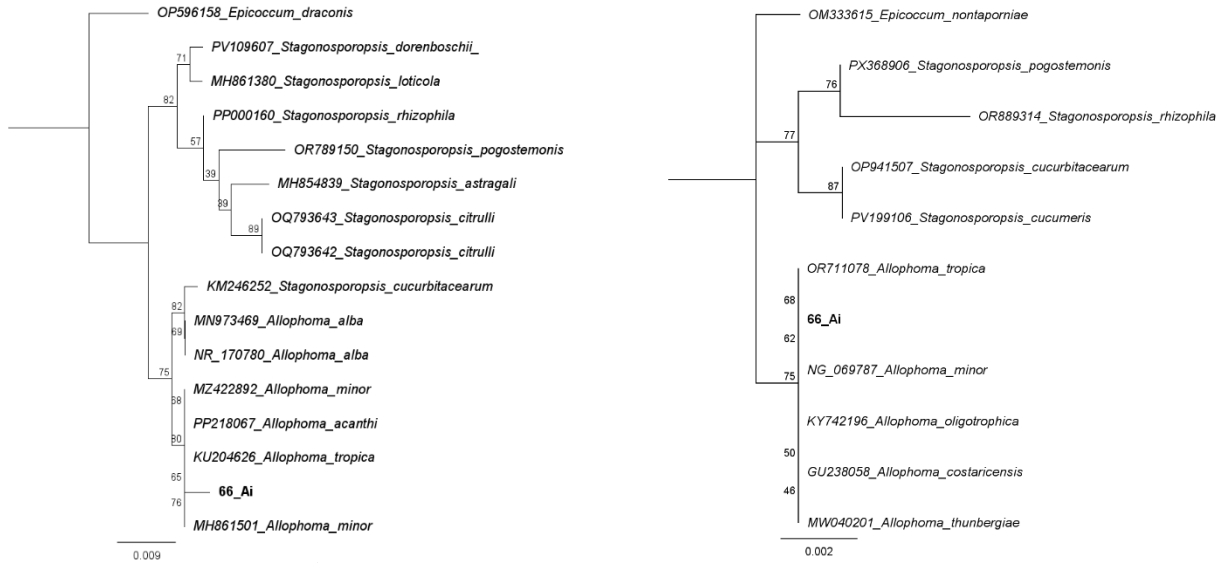 OP596158_Epicoccum_draconis
PV109607_Stagonosporopsis_dorenboschii_
71
MH861380_Stagonosporopsis_loticola
82
PP000160_Stagonosporopsis_rhizophila
57
OR789150_Stagonosporopsis_pogostemonis
39
MH854839_Stagonosporopsis_astragali
39
OQ793643_Stagonosporopsis_citrulli
89
OQ793642_Stagonosporopsis_citrulli
KM246252_Stagonosporopsis_cucurbitacearum
82
MN973469_Allophoma_alba
69
NR_170780_Allophoma_alba
75
MZ422892_Allophoma_minor
68
PP218067_Allophoma_acanthi
80
KU204626_Allophoma_tropica
65
66_Ai
76
MH861501_Allophoma_minor
0.009
OM333615_Epicoccum_nontaporniae
PX368906_Stagonosporopsis_pogostemonis
76
OR889314_Stagonosporopsis_rhizophila
77
OP941507_Stagonosporopsis_cucurbitacearum
87
PV199106_Stagonosporopsis_cucumeris
OR711078_Allophoma_tropica
68
66_Ai
62
NG_069787_Allophoma_minor
75
KY742196_Allophoma_oligotrophica
50
GU238058_Allophoma_costaricensis
46
MW040201_Allophoma_thunbergiae
0.002